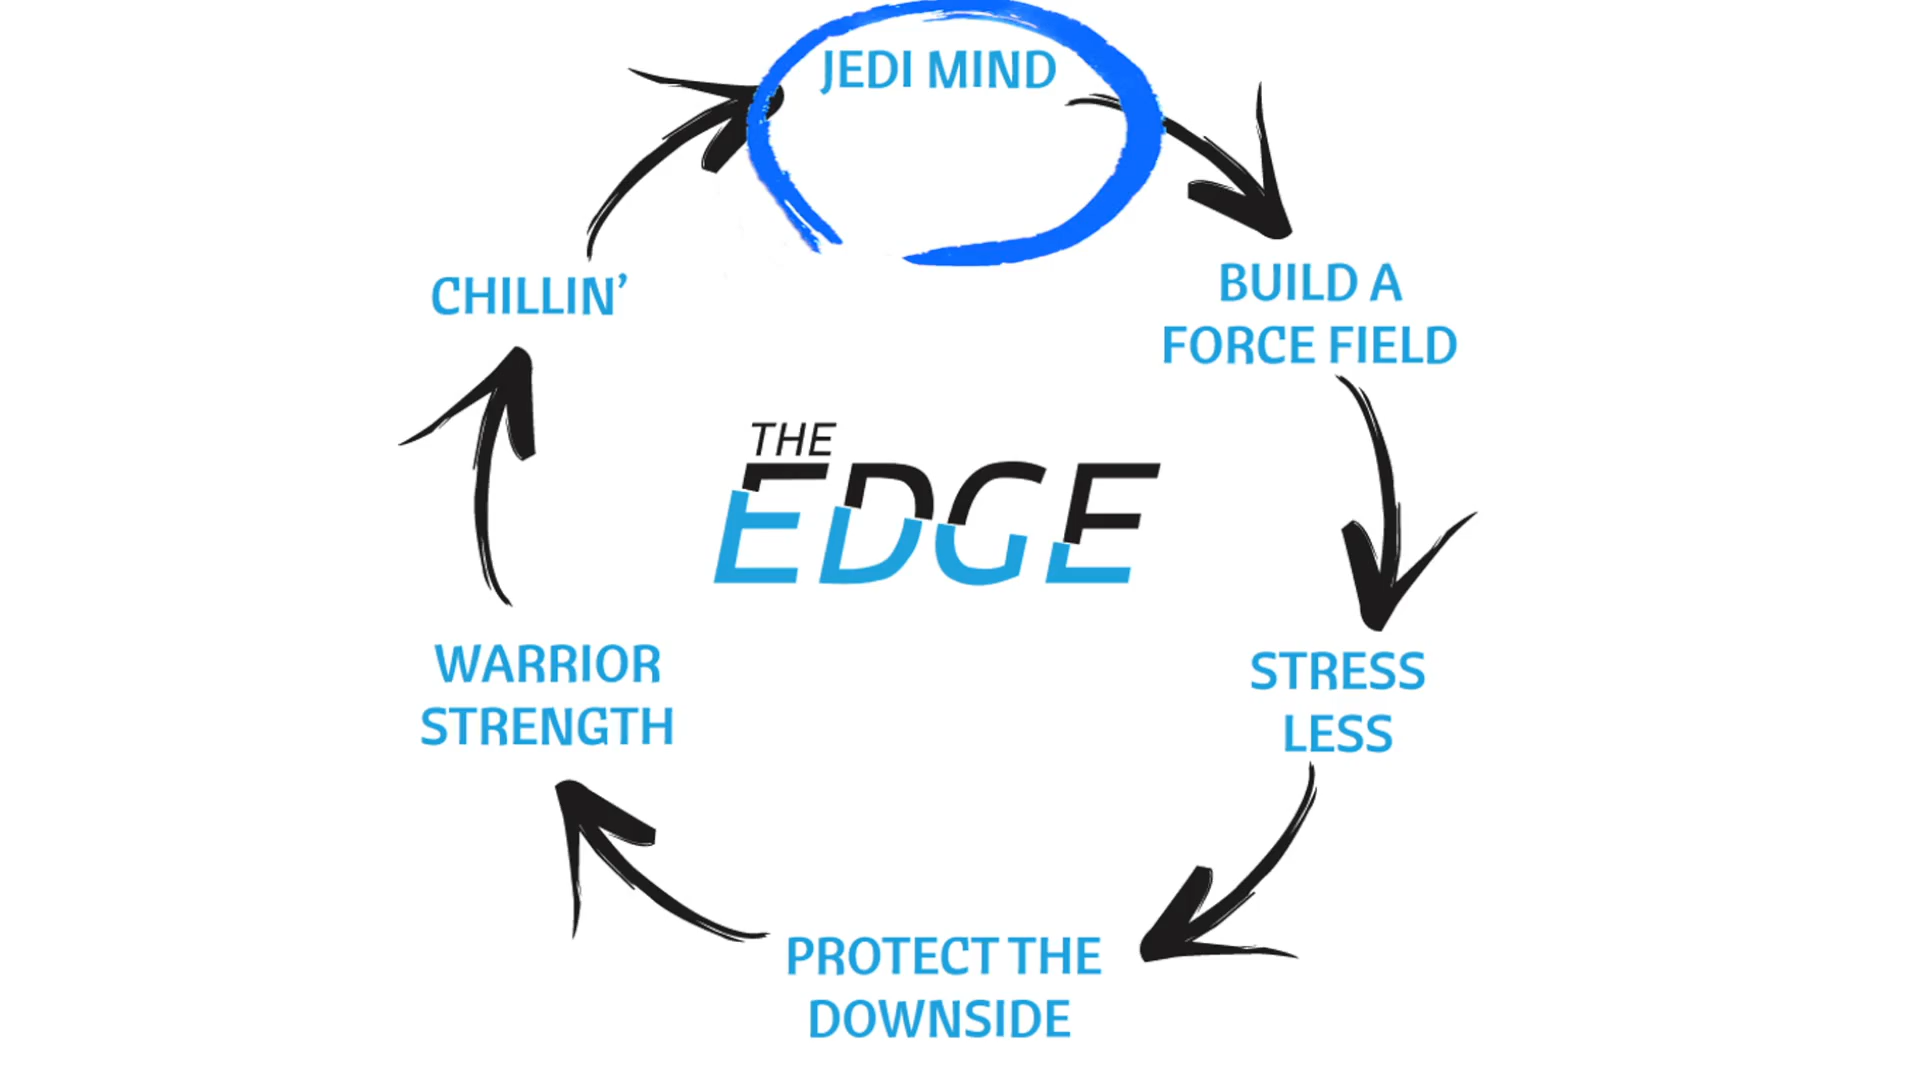 JEDI MIND
BUILD A
FORCE FIELD
STRESS
LESS
PROTECT THE
DOWNSIDE
WARRIOR
STRENGTH
CHILLIN’
THE
EDGE